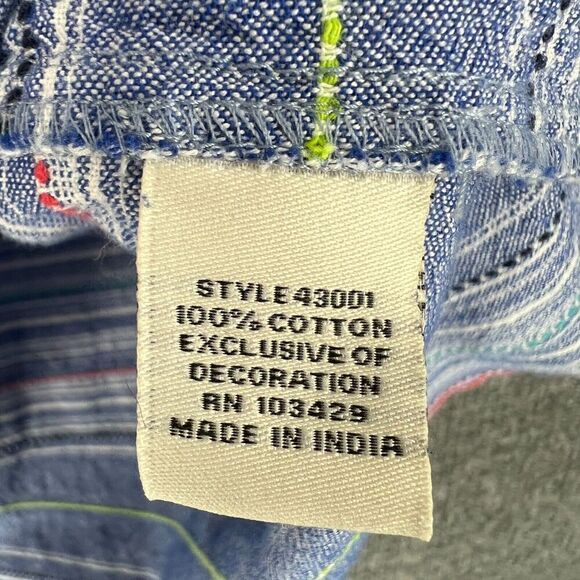 STYLE 43001
100% COTTON
EXCLUSIVE OF
DECORATION
RN 103429
MADE IN INDIA